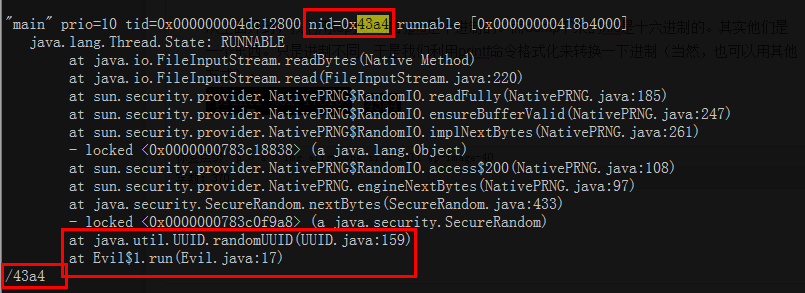 "main" prio=10 tid=0x000000004dc12800 nid=0x43a4 runnable [0x00000000418b4000]
java.lang.Thread.State: RUNNABLE
at java.io.FileInputStream.readBytes(Native Method)
at java.io.FileInputStream.read(FileInputStream.java:220)
at sun.security.provider.NativePRNG$RandomIO.readFully(NativePRNG.java:185)
at sun.security.provider.NativePRNG$RandomIO.ensureBufferValid(NativePRNG.java:247)
at sun.security.provider.NativePRNG$RandomIO.implNextBytes(NativePRNG.java:261)
- locked <0x0000000783c18838> (a java.lang.Object)
at sun.security.provider.NativePRNG$RandomIO.access$200(NativePRNG.java:108)
at sun.security.provider.NativePRNG.engineNextBytes(NativePRNG.java:97)
at java.security.SecureRandom.nextBytes(SecureRandom.java:433)
- locked <0x0000000783c0f9a8> (a java.security.SecureRandom)
at java.util.UUID.randomUUID(UUID.java:159)
at Evil$1.run(Evil.java:17)
/43a4